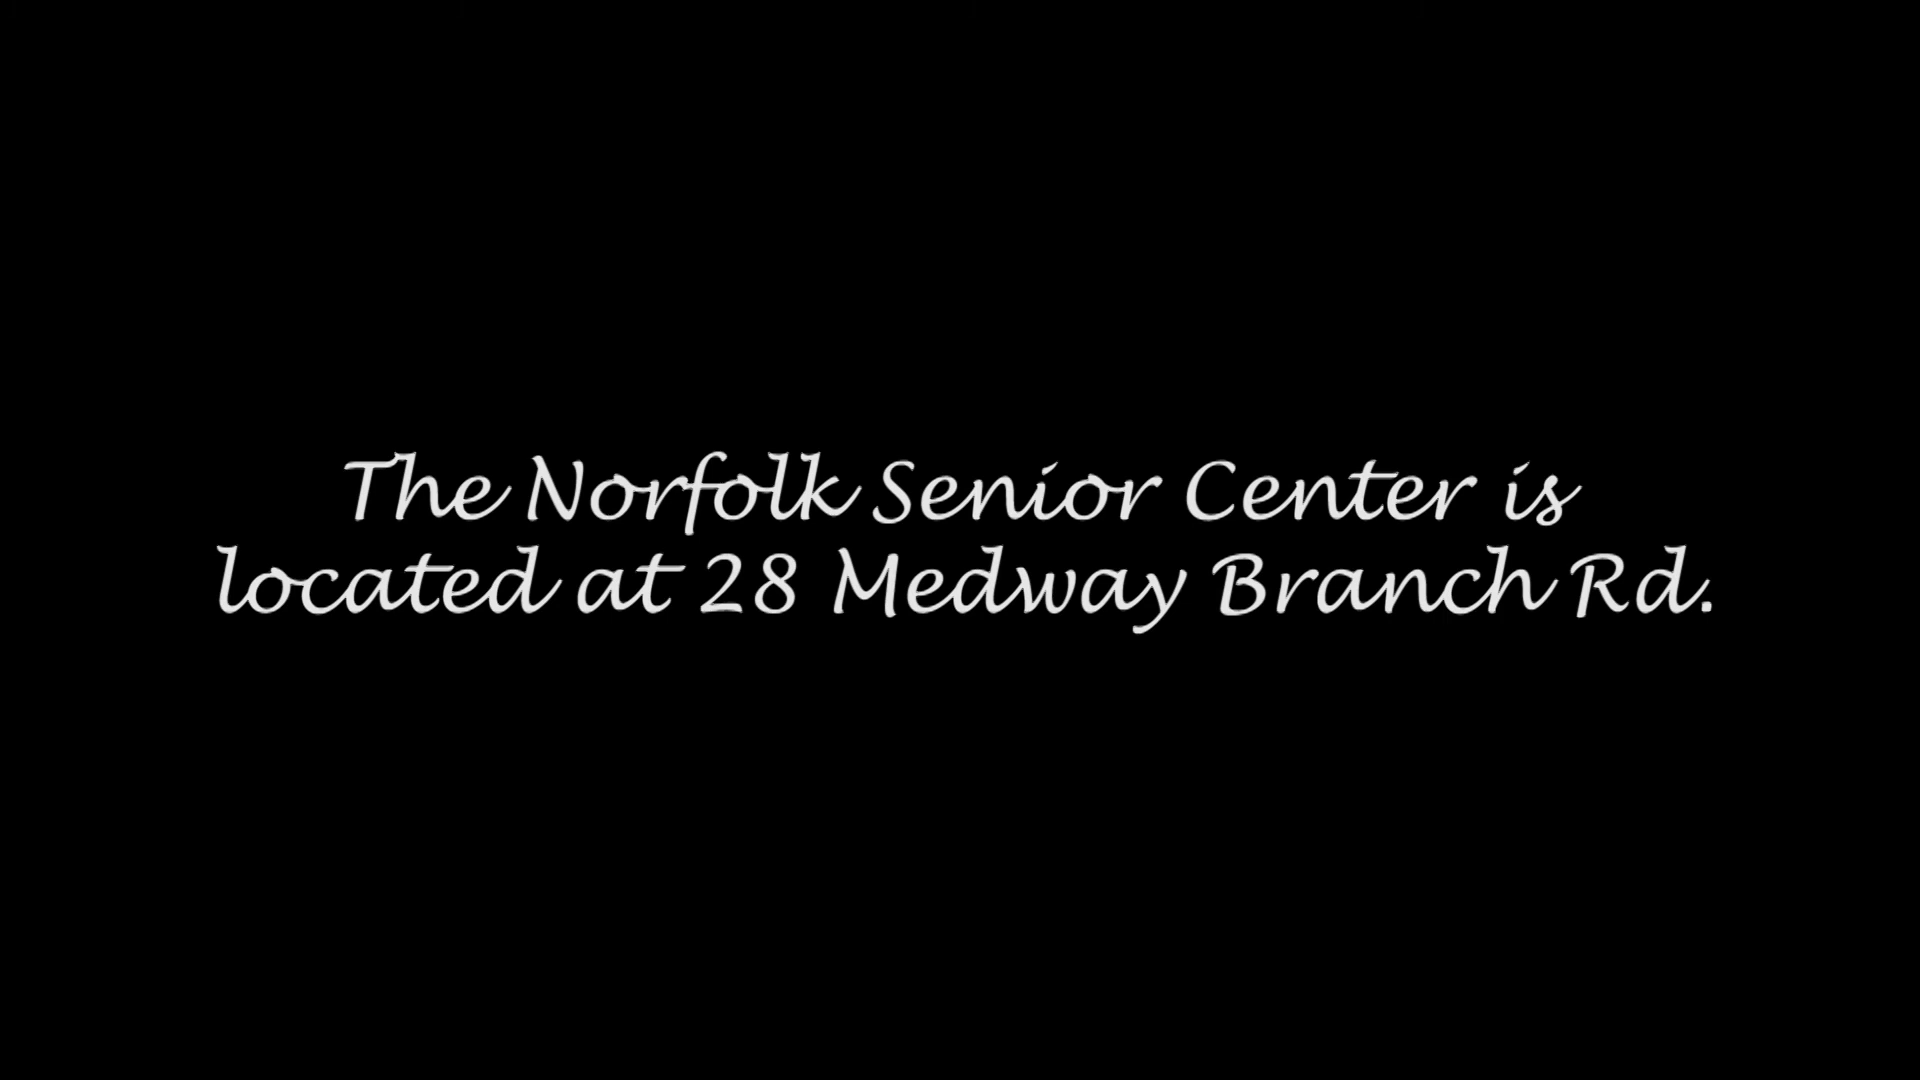 The Norfolk Senior Center is
located at 28 Medway Branch Rd.